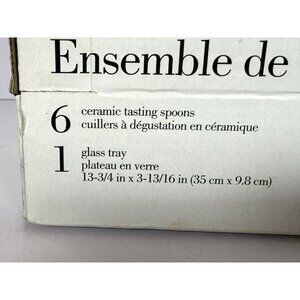 Ensemble de
6 ceramic tasting spoons
cuillers à dégustation en céramique
1 glass tray
plateau en verre
13-3/4 in x 3-13/16 in (35 cm x 9.8 cm)